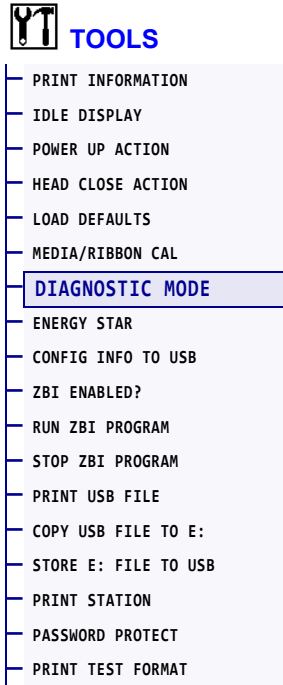 TOOLS
PRINT INFORMATION
IDLE DISPLAY
POWER UP ACTION
HEAD CLOSE ACTION
LOAD DEFAULTS
MEDIA/RIBBON CAL
DIAGNOSTIC MODE
ENERGY STAR
CONFIG INFO TO USB
ZBI ENABLED?
RUN ZBI PROGRAM
STOP ZBI PROGRAM
PRINT USB FILE
COPY USB FILE TO E:
STORE E: FILE TO USB
PRINT STATION
PASSWORD PROTECT
PRINT TEST FORMAT